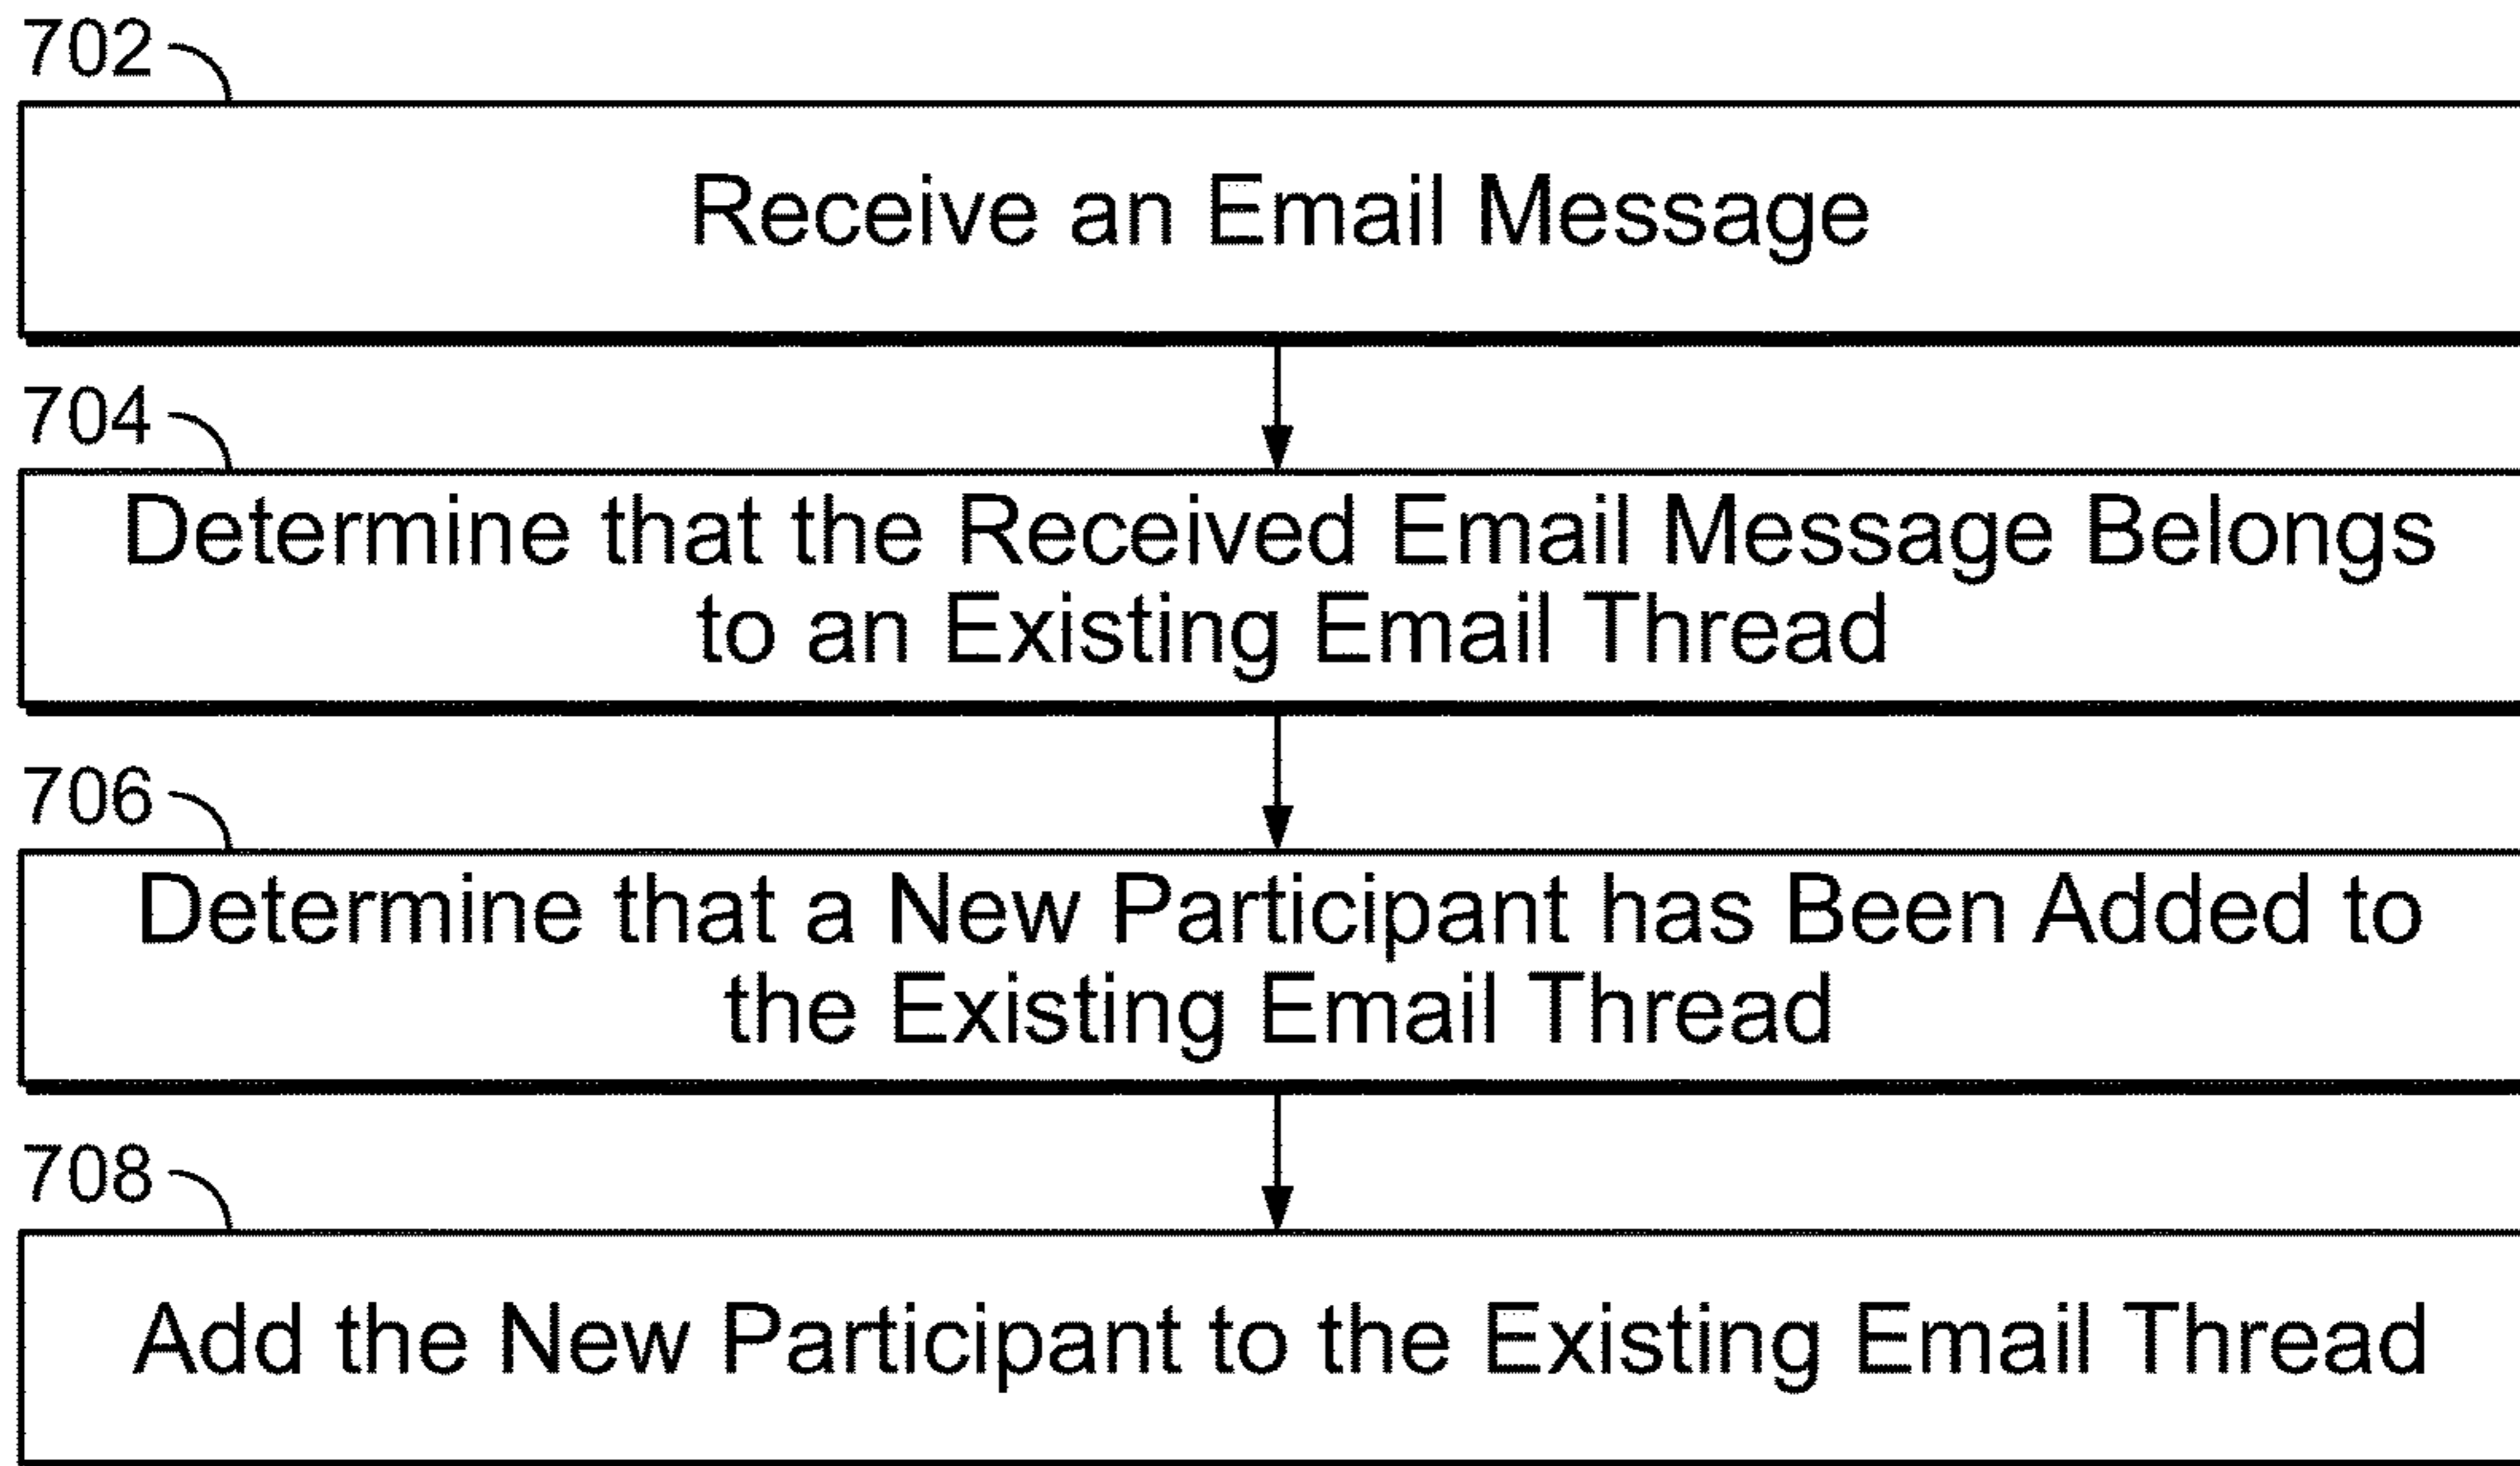 702
Receive an Email Message
704
Determine that the Received Email Message Belongs
to an Existing Email Thread
706
Determine that a New Participant has Been Added to
the Existing Email Thread
708
Add the New Participant to the Existing Email Thread